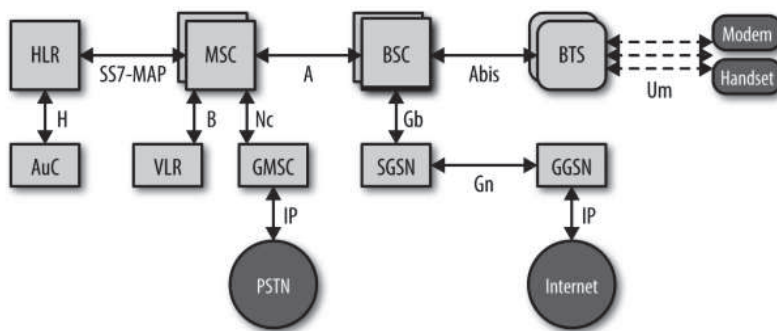 Modem
HLR
MSC
BSC
BTS
SS7-MAP
A
Abis
Handset
Um
H
B
Nc
Gb
AuC
VLR
GMSC
SGSN
GGSN
Gn
IP
IP
PSTN
Internet